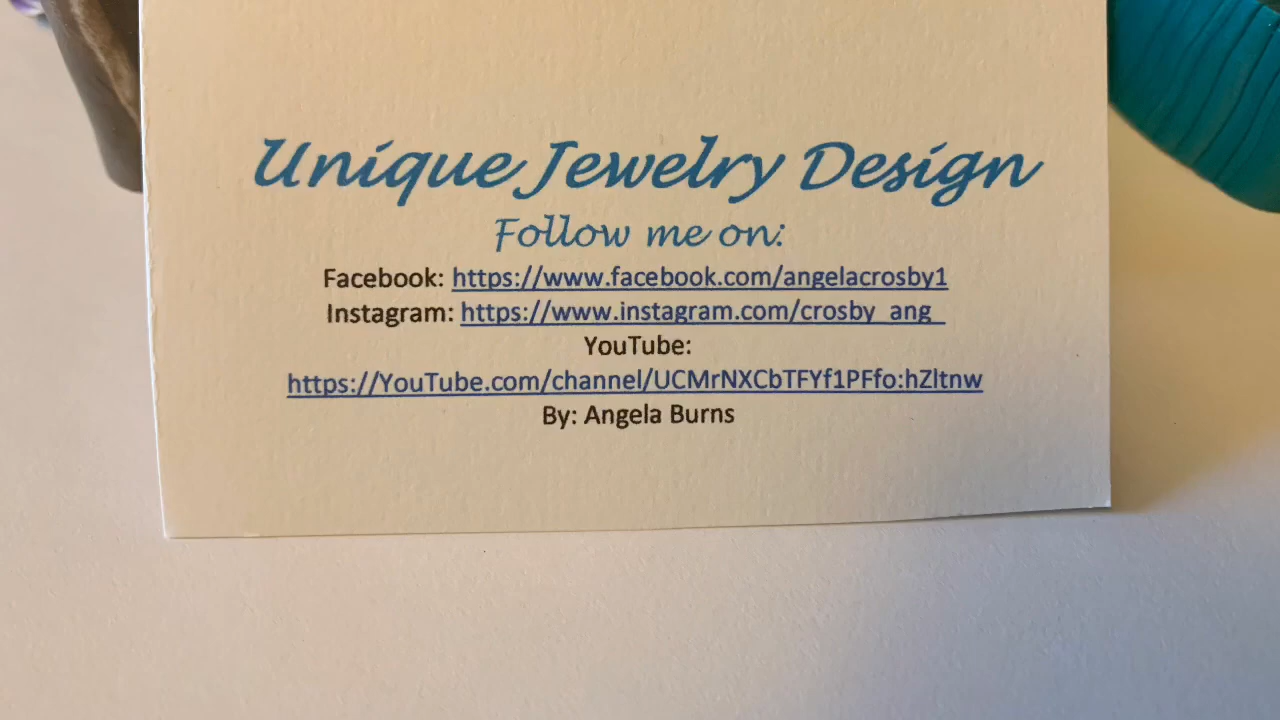 Unique Jewelry Design
Follow me on:
Facebook: https://www.facebook.com/angelacrosby1
Instagram: https://www.instagram.com/crosby_ang_
YouTube:
https://YouTube.com/channel/UCMrNXCbTFYf1PFfo:hZltnw
By: Angela Burns